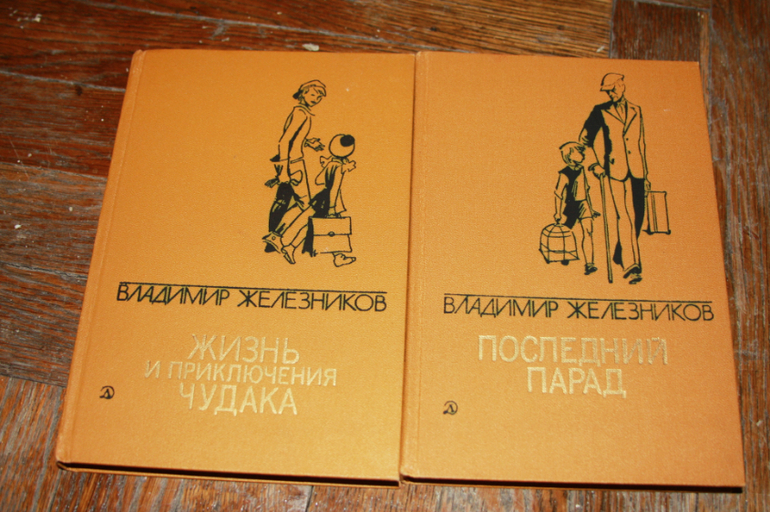 ВЛАДИМИР ЖЕЛЕЗНИКОВ
ЖИЗНЬ
И ПРИКЛЮЧЕНИЯ
ЧУДАКА
ВЛАДИМИР ЖЕЛЕЗНИКОВ
ПОСЛЕДНИЙ
ПАРАД